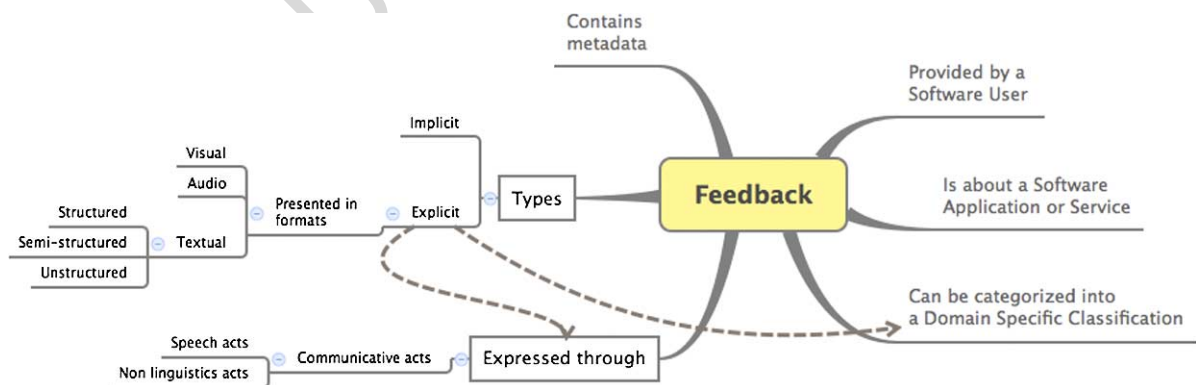 Contains
metadata
Provided by a
Software User
Implicit
Visual
Audio
Presented in
formats
Explicit
Types
Feedback
Is about a Software
Application or Service
Structured
Semi-structured
Textual
Unstructured
Can be categorized into
a Domain Specific Classification
Speech acts
Communicative acts
Expressed through
Non linguistics acts